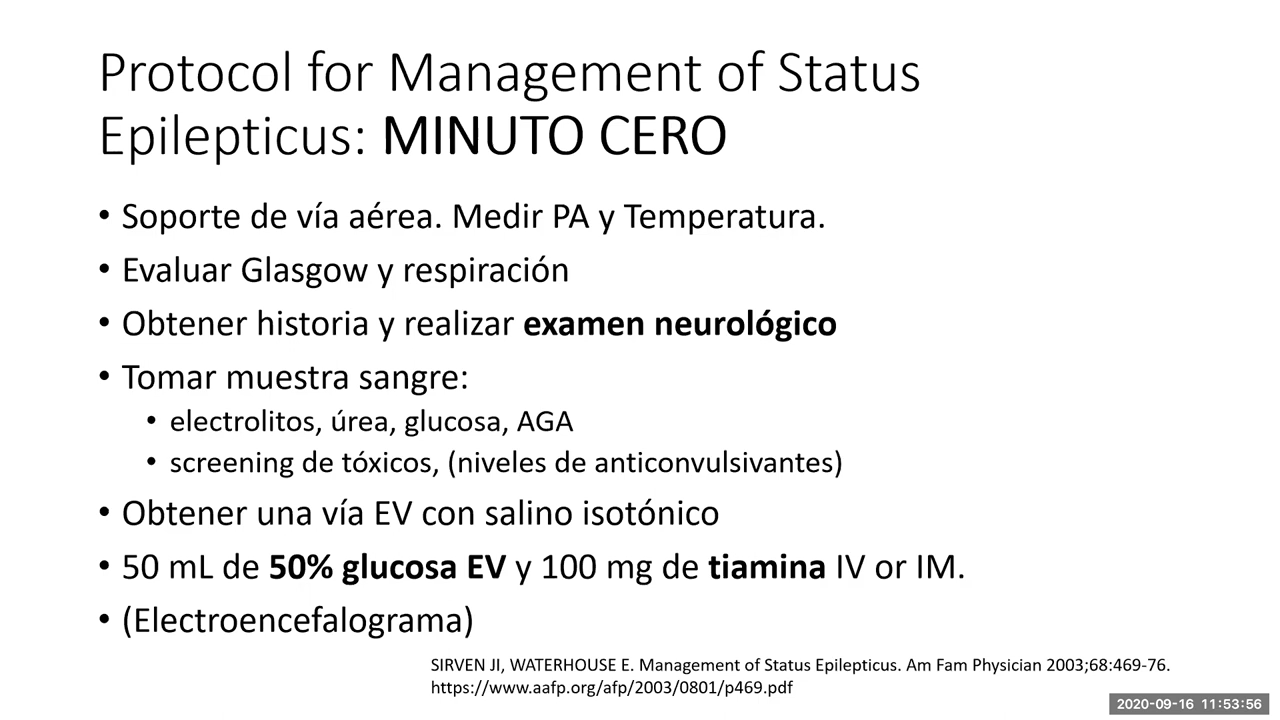 Protocol for Management of Status
Epilepticus: MINUTO CERO
• Soporte de vía aérea. Medir PA y Temperatura.
• Evaluar Glasgow y respiración
• Obtener historia y realizar examen neurológico
• Tomar muestra sangre:
• electrolitos, úrea, glucosa, AGA
• screening de tóxicos, (niveles de anticonvulsivantes)
• Obtener una vía EV con salino isotónico
• 50 mL de 50% glucosa EV y 100 mg de tiamina IV or IM.
• (Electroencefalograma)
SIRVEN JI, WATERHOUSE E. Management of Status Epilepticus. Am Fam Physician 2003;68:469-76.
https://www.aafp.org/afp/2003/0801/p469.pdf
2020-09-16 11:53:56